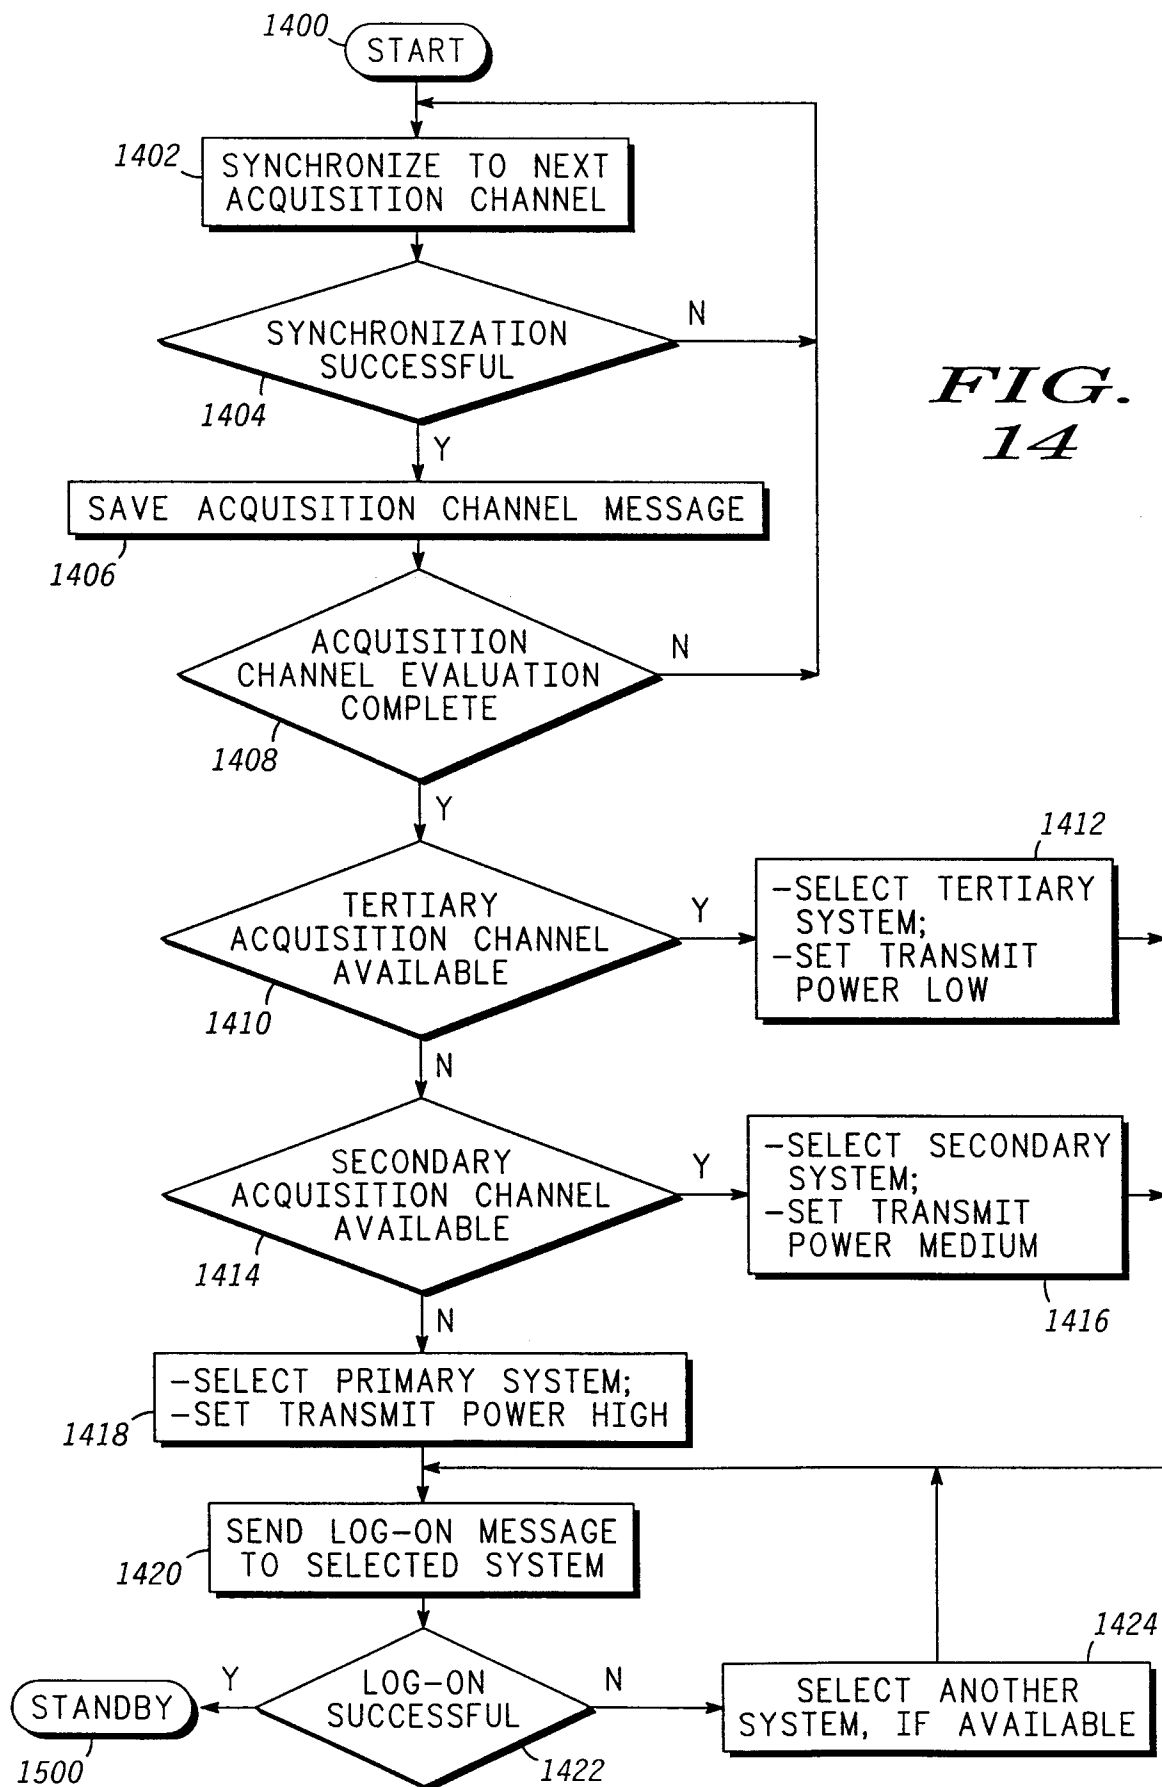 1400
START
1402
SYNCHRONIZE TO NEXT
ACQUISITION CHANNEL
SYNCHRONIZATION
SUCCESSFUL
N
1404
Y
FIG.
14
SAVE ACQUISITION CHANNEL MESSAGE
1406
ACQUISITION
CHANNEL EVALUATION
COMPLETE
N
1408
Y
TERTIARY
ACQUISITION CHANNEL
AVAILABLE
Y
1410
1412
-SELECT TERTIARY
SYSTEM;
-SET TRANSMIT
POWER LOW
N
SECONDARY
ACQUISITION CHANNEL
AVAILABLE
Y
1414
-SELECT SECONDARY
SYSTEM;
-SET TRANSMIT
POWER MEDIUM
1416
N
-SELECT PRIMARY SYSTEM;
-SET TRANSMIT POWER HIGH
1418
SEND LOG-ON MESSAGE
TO SELECTED SYSTEM
1420
LOG-ON
SUCCESSFUL
1422
Y
STANDBY
1500
N
1424
SELECT ANOTHER
SYSTEM, IF AVAILABLE